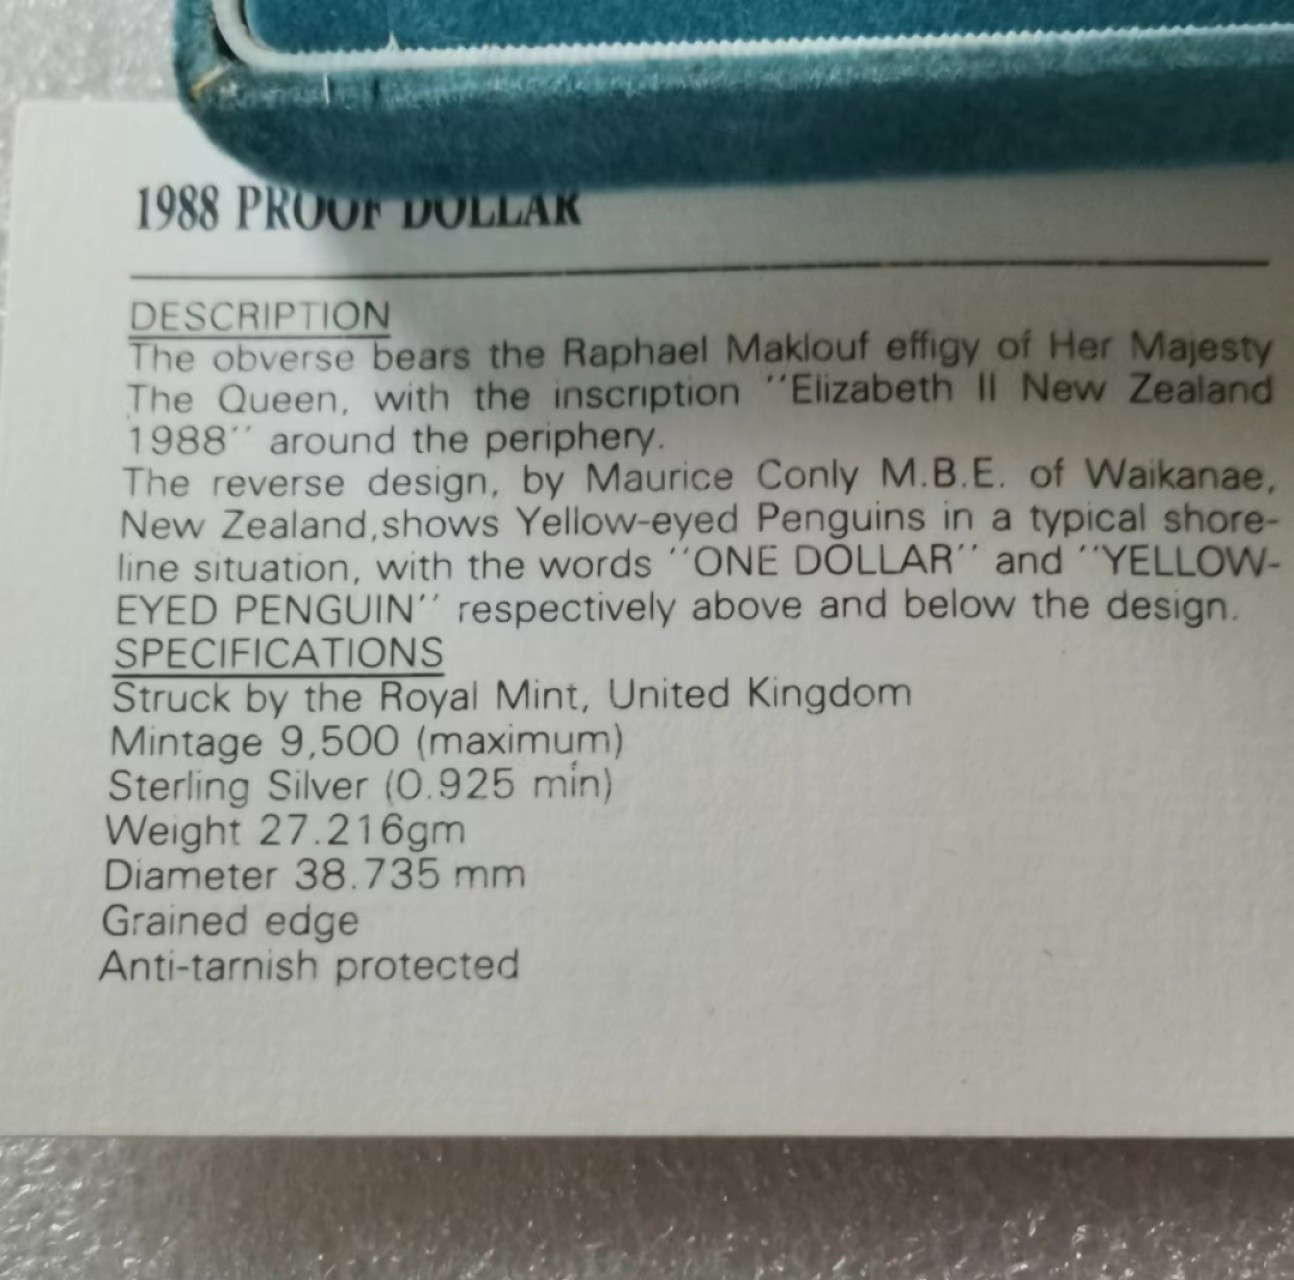 1988 PROOF DOLLAR
DESCRIPTION
The obverse bears the Raphael Maklouf effigy of Her Majesty
The Queen, with the inscription ''Elizabeth II New Zealand
1988'' around the periphery.
The reverse design, by Maurice Conly M.B.E. of Waikanae,
New Zealand,shows Yellow-eyed Penguins in a typical shore-
line situation, with the words ''ONE DOLLAR'' and ''YELLOW-
EYED PENGUIN'' respectively above and below the design.
SPECIFICATIONS
Struck by the Royal Mint, United Kingdom
Mintage 9,500 (maximum)
Sterling Silver (0.925 min)
Weight 27.216gm
Diameter 38.735 mm
Grained edge
Anti-tarnish protected